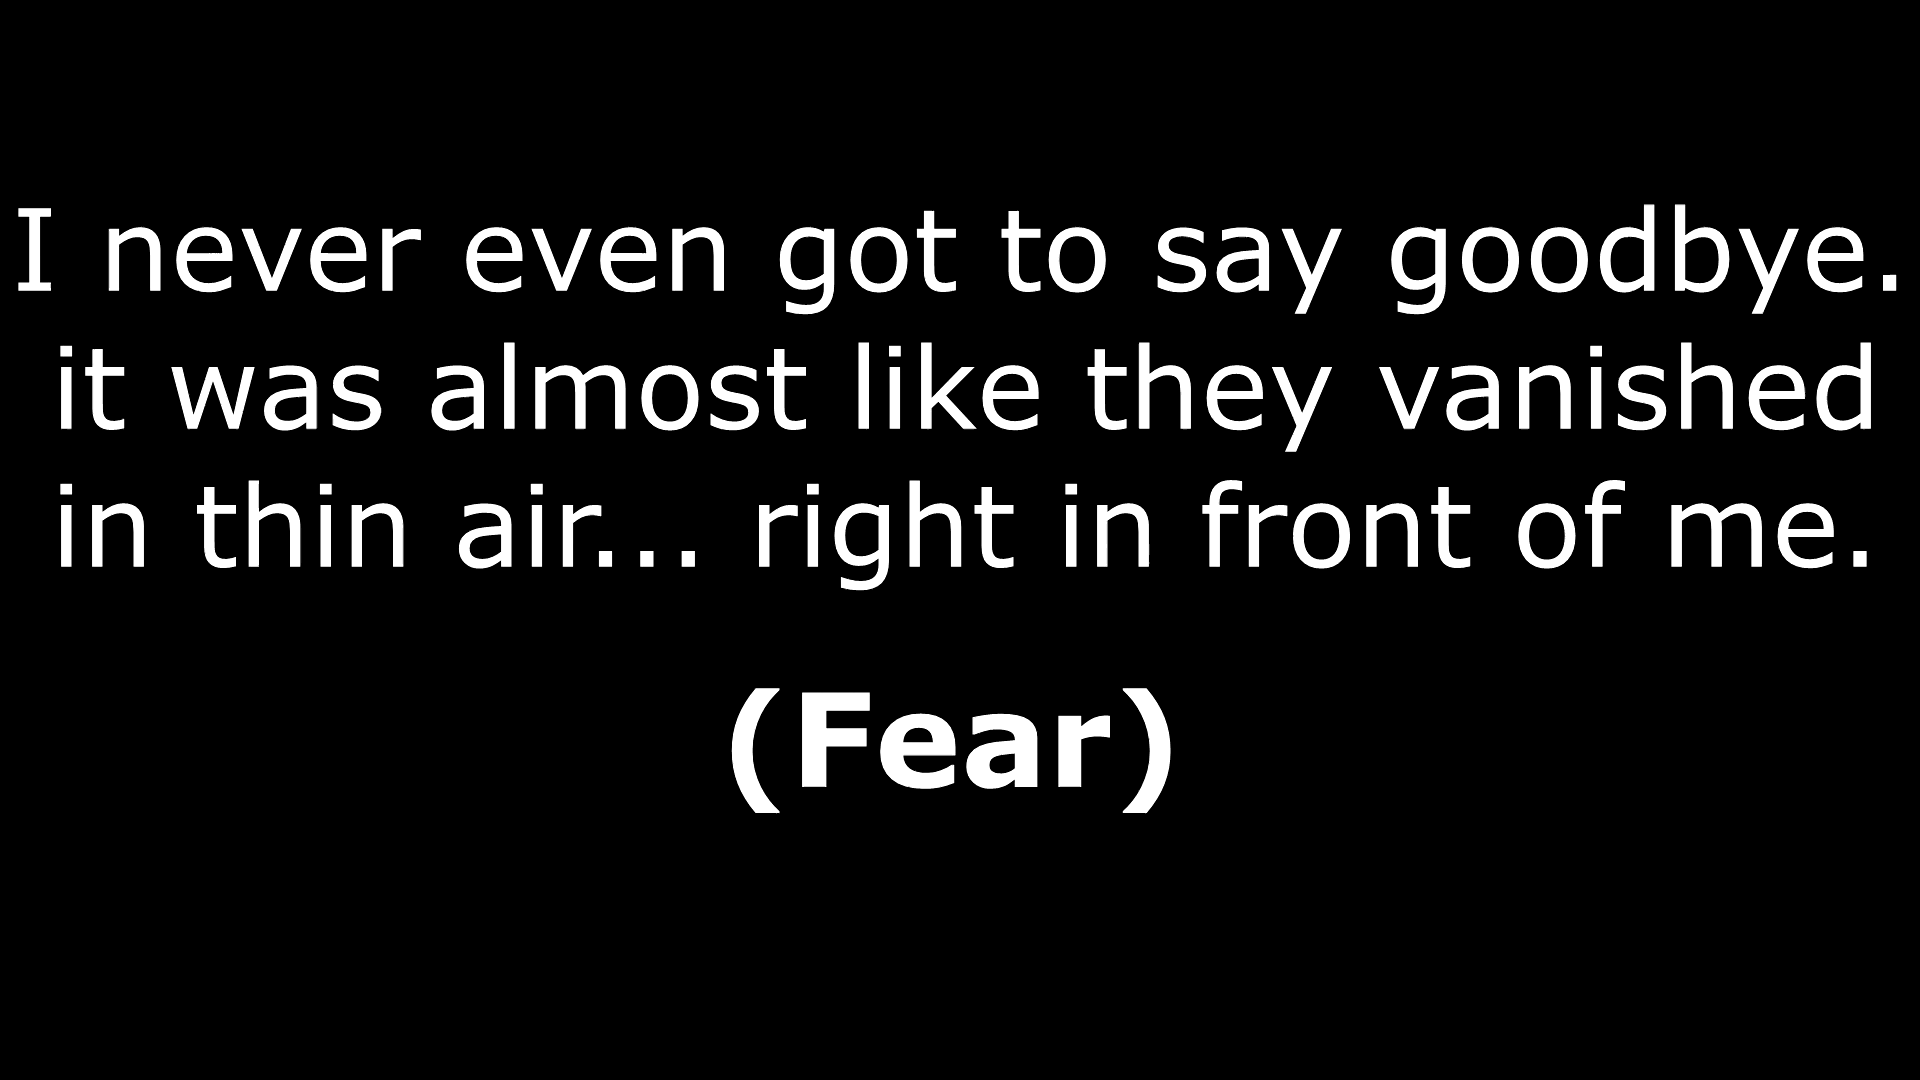 I never even got to say goodbye.
it was almost like they vanished
in thin air... right in front of me.
(Fear)